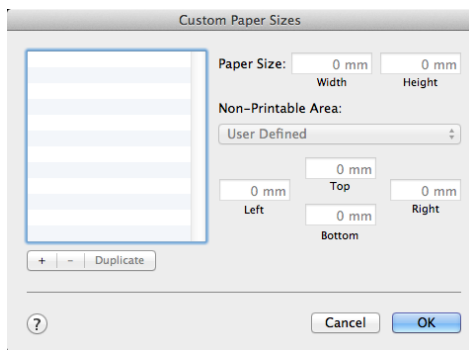 Custom Paper Sizes
Paper Size: 0 mm 0 mm
Width Height
Non-Printable Area:
User Defined
0 mm
Top
0 mm 0 mm
Left Right
0 mm
Bottom
+ - Duplicate
? Cancel OK